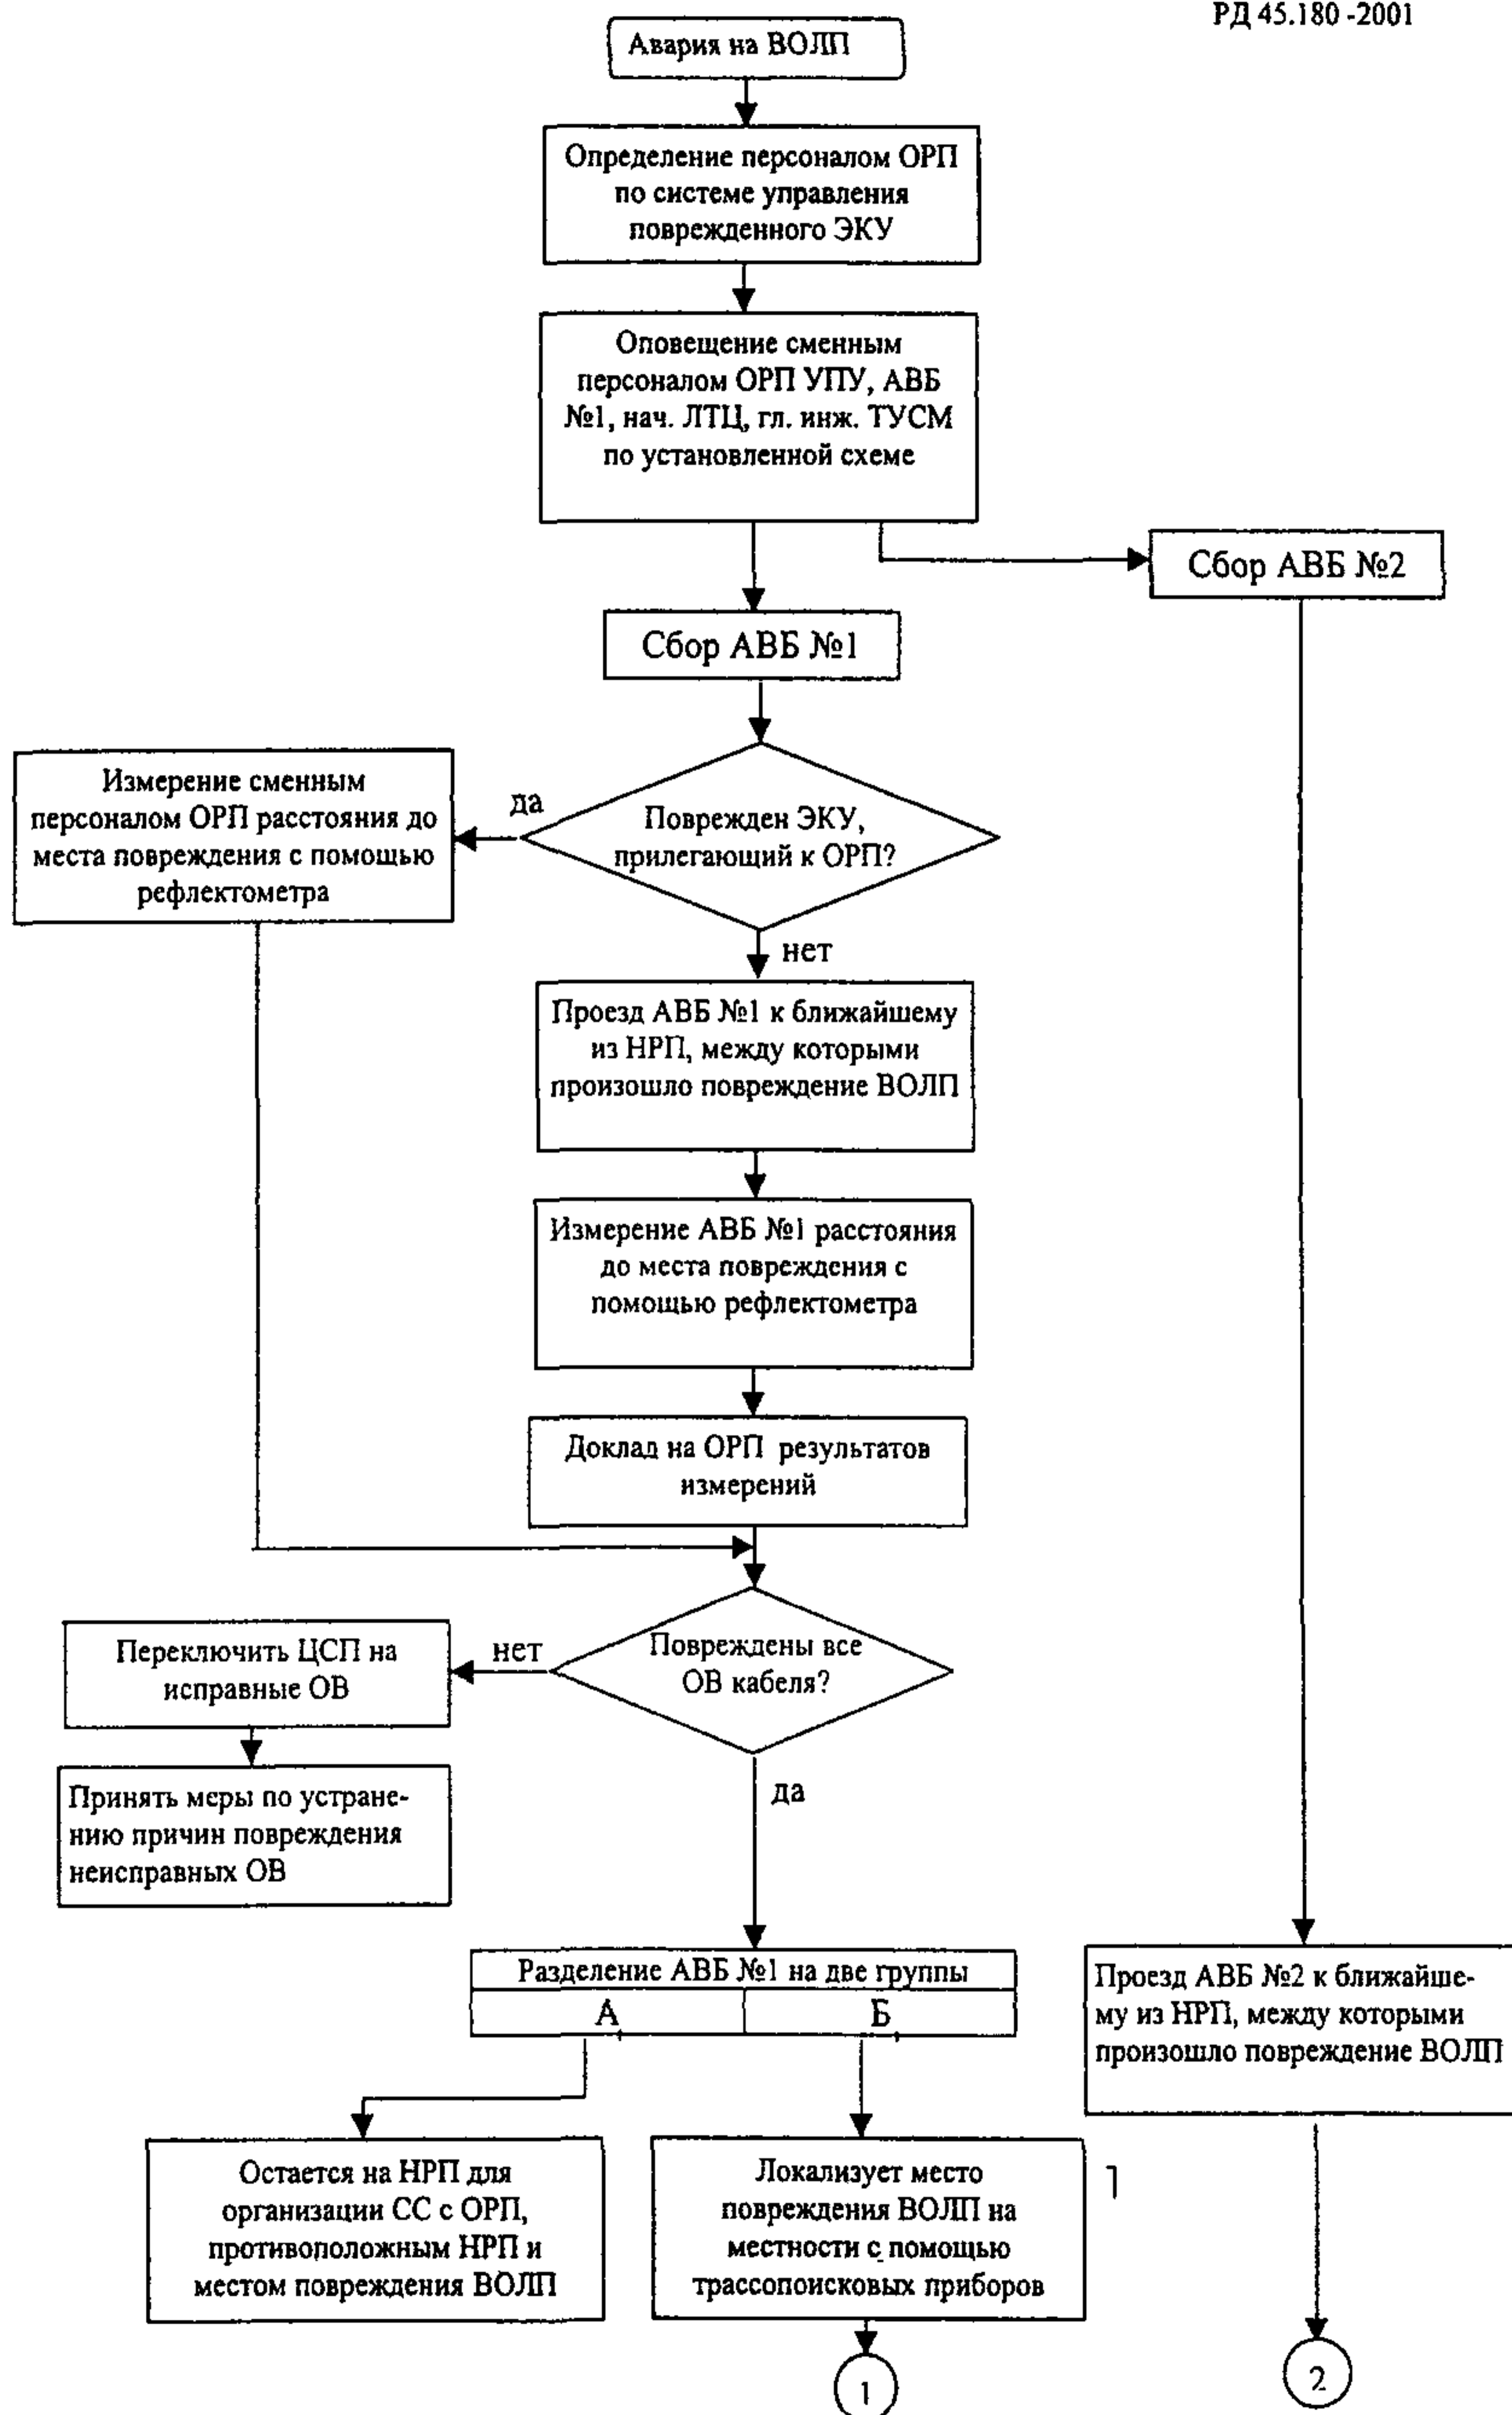 РД 45.180 -2001
Авария на ВОЛП
Определение персоналом ОРП
по системе управления
поврежденного ЭКУ
Оповещение сменным
персоналом ОРП УПУ, АВБ
№1, нач. ЛТЦ, гл. инж. ТУСМ
по установленной схеме
Сбор АВБ №2
Сбор АВБ №1
Измерение сменным
персоналом ОРП расстояния до
места повреждения с помощью
рефлектометра
да
Поврежден ЭКУ,
прилегающий к ОРП?
нет
Проезд АВБ №1 к ближайшему
из НРП, между которыми
произошло повреждение ВОЛП
Измерение АВБ №1 расстояния
до места повреждения с
помощью рефлектометра
Доклад на ОРП результатов
измерений
Переключить ЦСП на
исправные ОВ
нет
Повреждены все
ОВ кабеля?
Принять меры по устране-
нию причин повреждения
неисправных ОВ
да
Разделение АВБ №1 на две группы
А
Б
Проезд АВБ №2 к ближайше-
му из НРП, между которыми
произошло повреждение ВОЛП
Остается на НРП для
организации СС с ОРП,
противоположным НРП и
местом повреждения ВОЛП
Локализует место
повреждения ВОЛП на
местности с помощью
трассопоисковых приборов
1
2